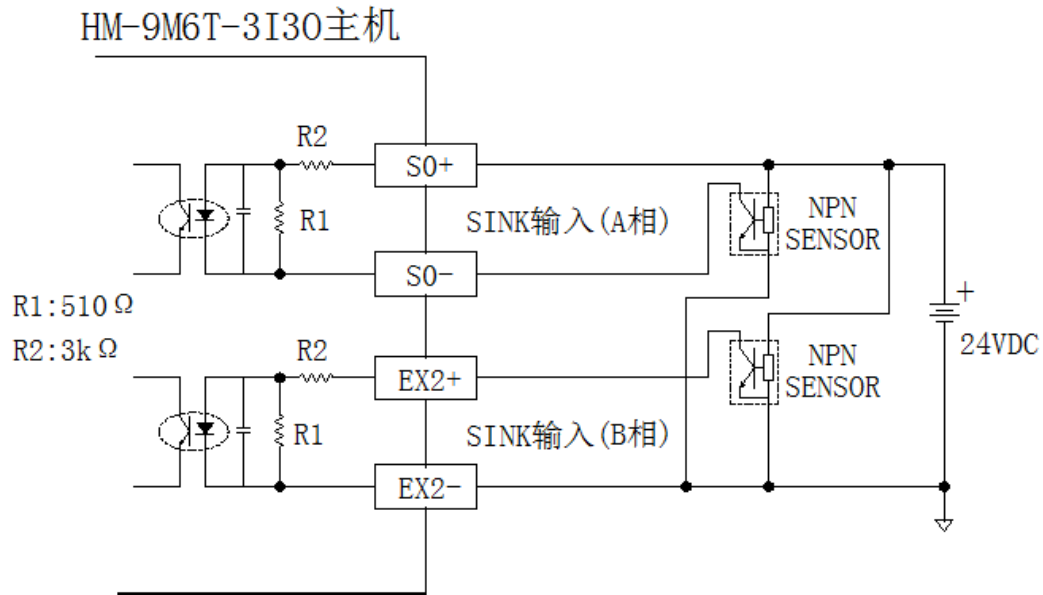 HM-9M6T-3I3O主机
R2
S0+
R1
SINK输入(A相)
NPN
SENSOR
S0-
R1:510Ω
R2:3kΩ
+
24VDC
R2
EX2+
NPN
SENSOR
R1
SINK输入(B相)
EX2-